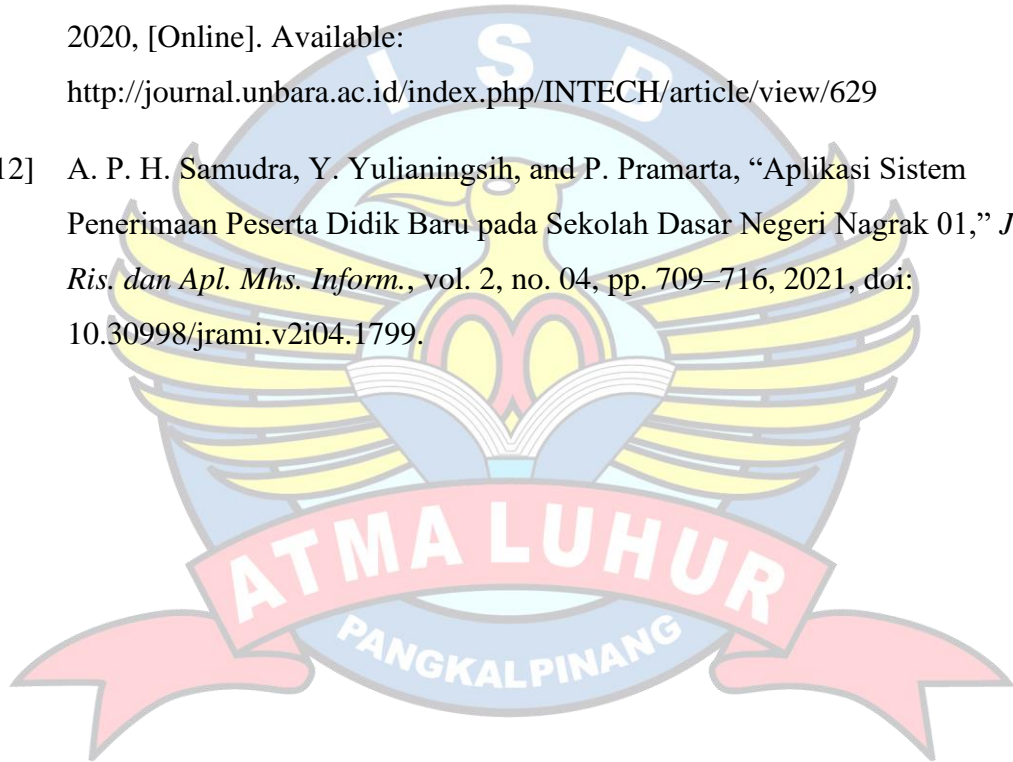 2020, [Online]. Available:
http://journal.unbara.ac.id/index.php/INTECH/article/view/629
12] A. P. H. Samudra, Y. Yulianingsih, and P. Pramarta, “Aplikasi Sistem
Penerimaan Peserta Didik Baru pada Sekolah Dasar Negeri Nagrak 01,” J
Ris. dan Apl. Mhs. Inform., vol. 2, no. 04, pp. 709–716, 2021, doi:
10.30998/jrami.v2i04.1799.
I S B
ATMA LUHUR
PANGKALPINANG